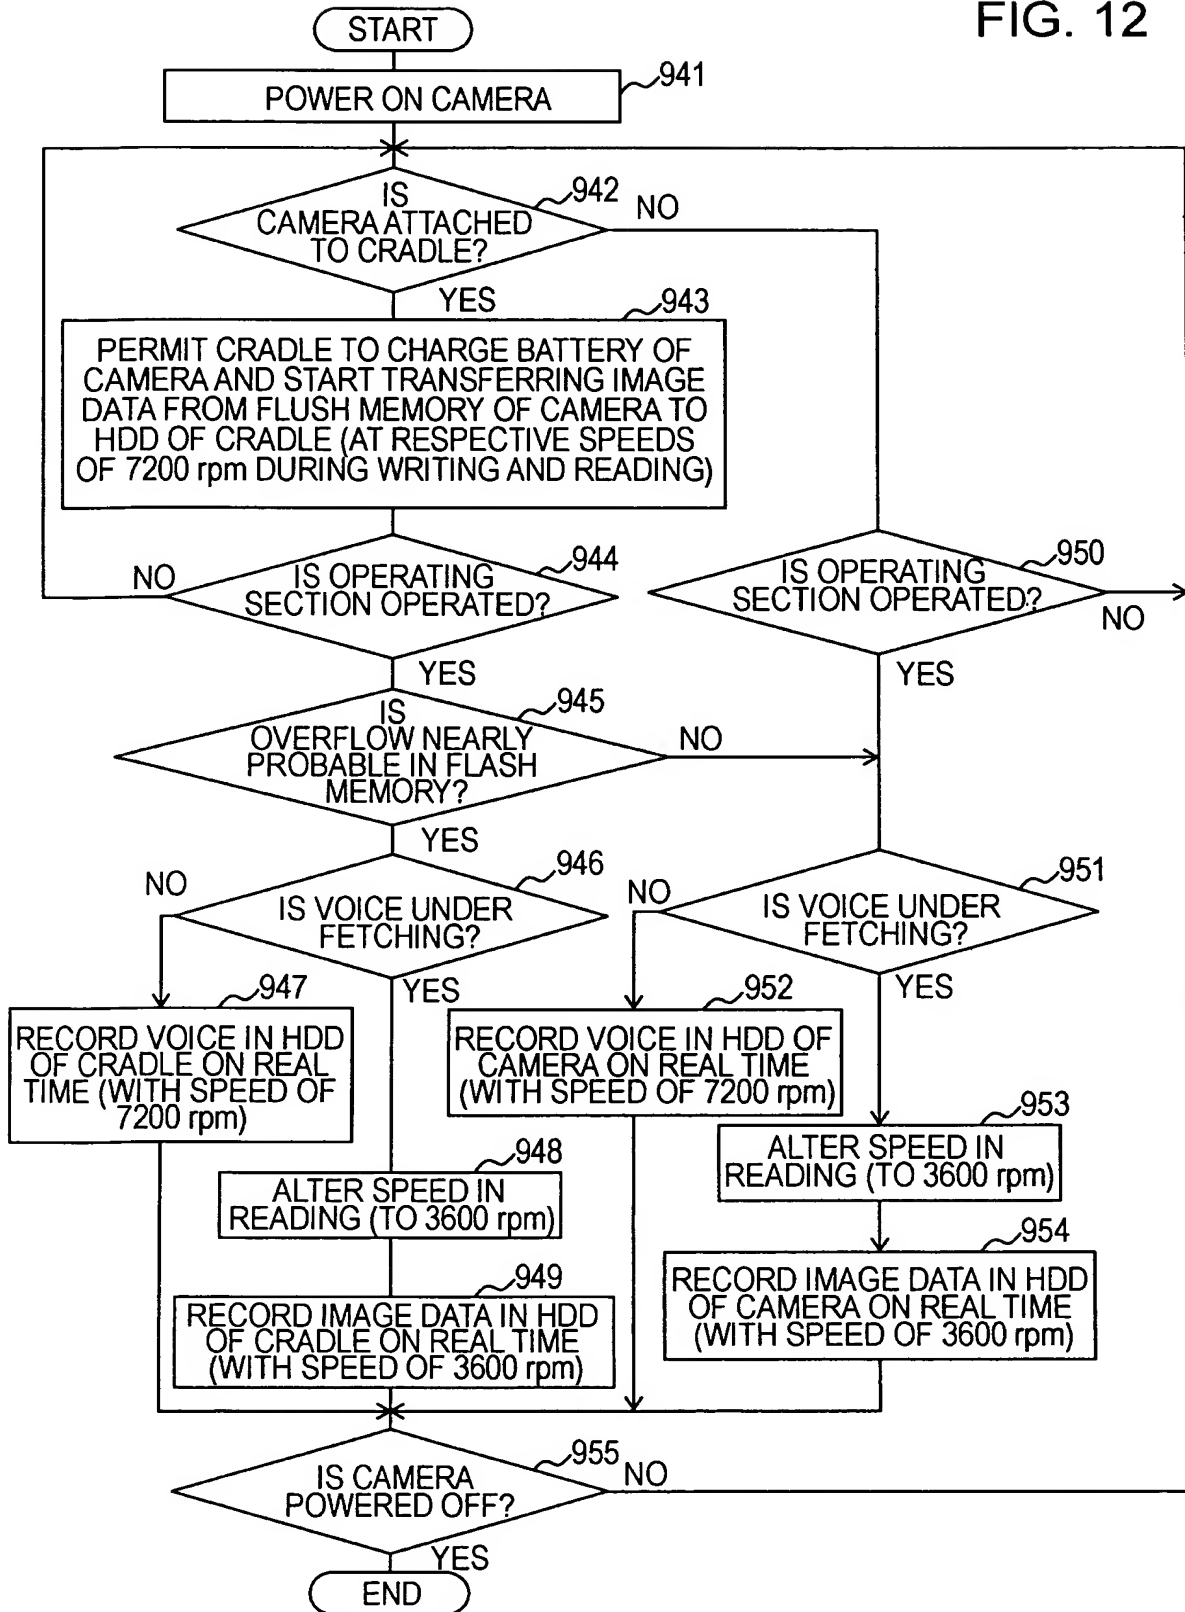 FIG. 12
START
941
POWER ON CAMERA
942
IS
CAMERA ATTACHED
TO CRADLE?
NO
YES
943
PERMIT CRADLE TO CHARGE BATTERY OF
CAMERA AND START TRANSFERRING IMAGE
DATA FROM FLUSH MEMORY OF CAMERA TO
HDD OF CRADLE (AT RESPECTIVE SPEEDS
OF 7200 rpm DURING WRITING AND READING)
944
IS OPERATING
SECTION OPERATED?
NO
YES
950
IS OPERATING
SECTION OPERATED?
NO
YES
945
IS
OVERFLOW NEARLY
PROBABLE IN FLASH
MEMORY?
NO
YES
946
IS VOICE UNDER
FETCHING?
NO
YES
951
IS VOICE UNDER
FETCHING?
NO
YES
947
RECORD VOICE IN HDD
OF CRADLE ON REAL
TIME (WITH SPEED OF
7200 rpm)
952
RECORD VOICE IN HDD OF
CAMERA ON REAL TIME
(WITH SPEED OF 7200 rpm)
953
ALTER SPEED IN
READING (TO 3600 rpm)
948
ALTER SPEED IN
READING (TO 3600 rpm)
954
RECORD IMAGE DATA IN HDD
OF CAMERA ON REAL TIME
(WITH SPEED OF 3600 rpm)
949
RECORD IMAGE DATA IN HDD
OF CRADLE ON REAL TIME
(WITH SPEED OF 3600 rpm)
955
IS CAMERA
POWERED OFF?
NO
YES
END